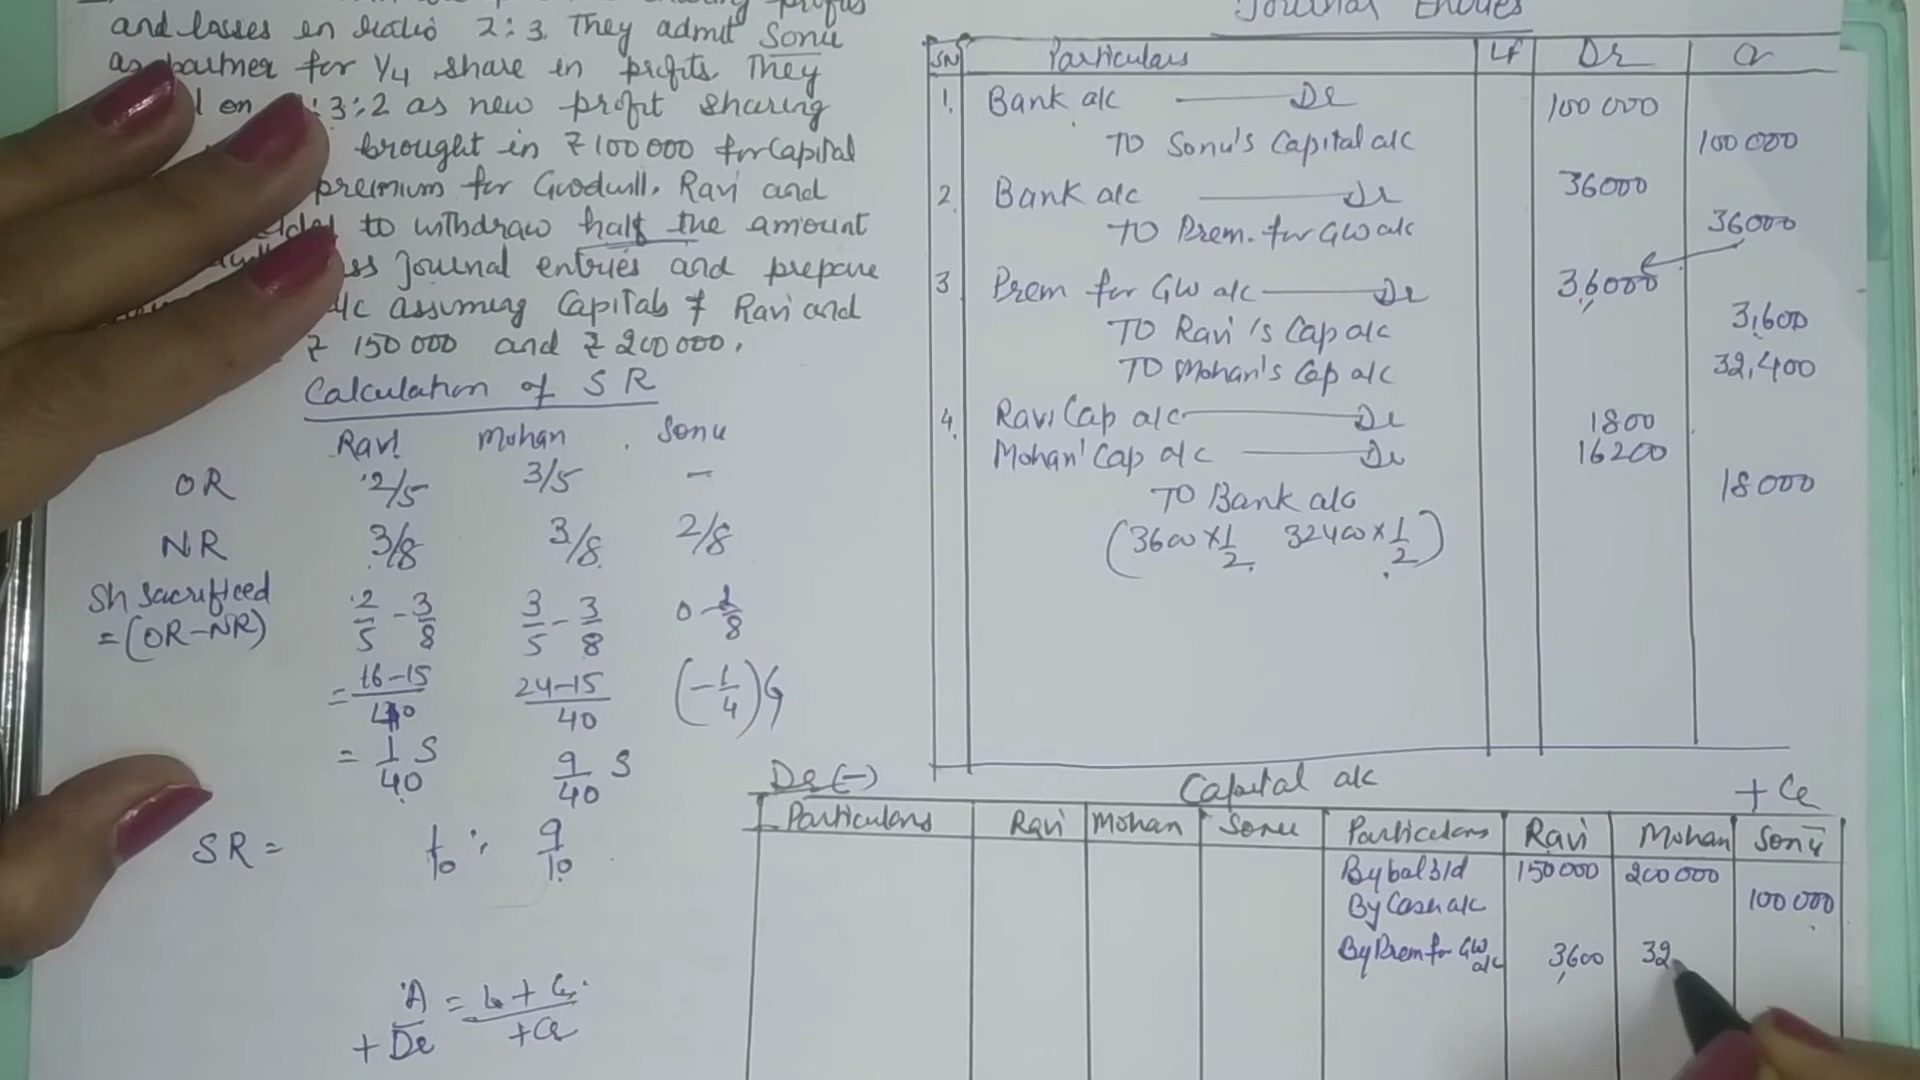 profits
and losses in ratio 2:3. They admit Sonu
as partner for 1/4 share in profits They
on :3:2 as new profit sharing
brought in ₹100000 for Capital
premium for Goodwill. Ravi and
to withdraw half the amount
Journal entries and prepare
a/c assuming Capitals of Ravi and
₹ 150000 and ₹200000.
Calculation of SR
Ravi Mohan Sonu
OR 2/5 3/5 -
NR 3/8 3/8 2/8
Sh Sacrificed 2/5 - 3/8 3/5 - 3/8
= (OR-NR)
= 16-15/40 24-15/40 (-1/4)G
= 1/40 S 9/40 S
SR = : 9/10
A = L + C
+ Dr + Cr
Journal Entries
SN Particulars LF Dr Cr
1. Bank a/c Dr 100000
To Sonu's Capital a/c 100000
2. Bank a/c Dr 36000
To Prem. for GW a/c 36000
3 Prem for GW a/c Dr 36000
To Ravi's Cap a/c 3,600
To Mohan's Cap a/c 32,400
4. Ravi Cap a/c Dr 1800
Mohan' Cap a/c Dr 16200
To Bank a/c 18000
(3600 × 1/2 32400 × 1/2)
Dr (-) Capital a/c + Cr
Particulars Ravi Mohan Sonu Particulars Ravi Mohan Sonu
By bal b/d 150000 200000
By Cash a/c 100000
By Prem for GW a/c 3,600 32